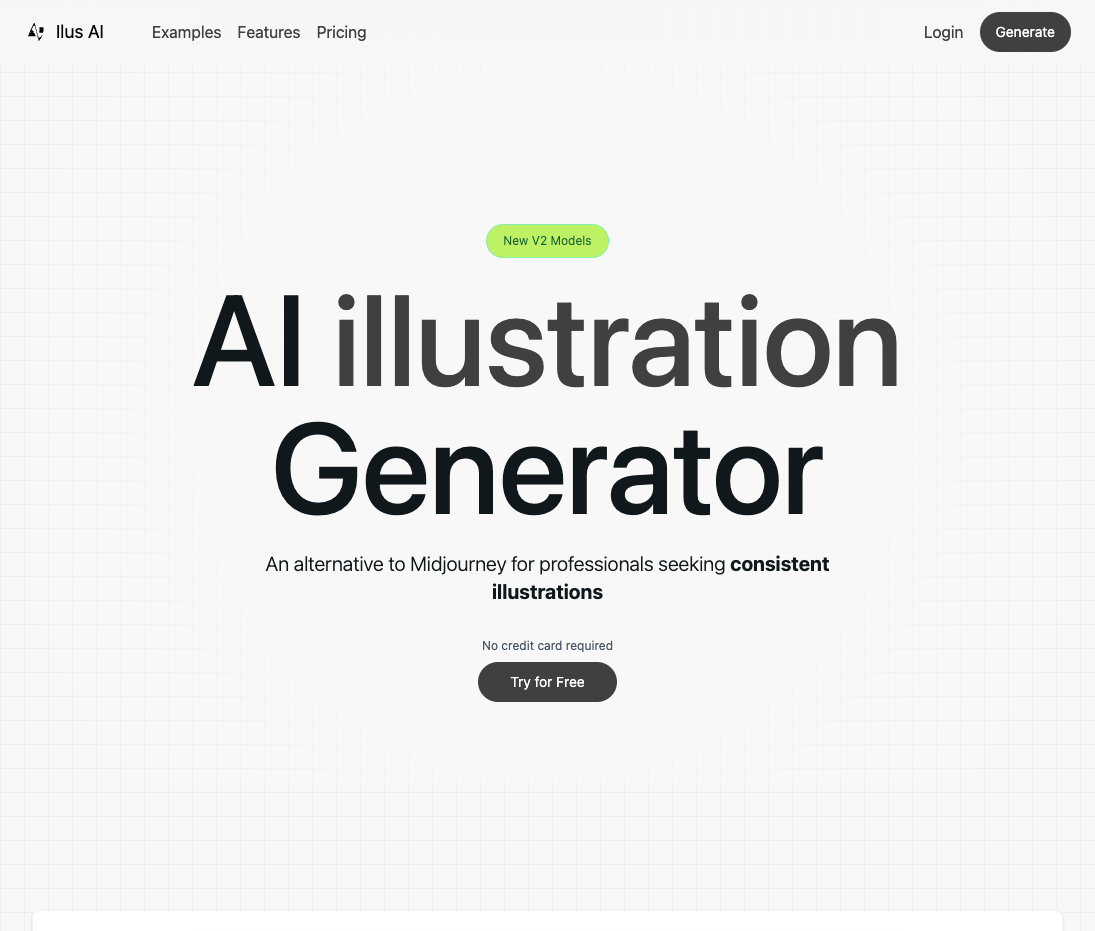 Ilus AI
Examples Features Pricing
Login
Generate
New V2 Models
AI illustration
Generator
An alternative to Midjourney for professionals seeking consistent
illustrations
No credit card required
Try for Free